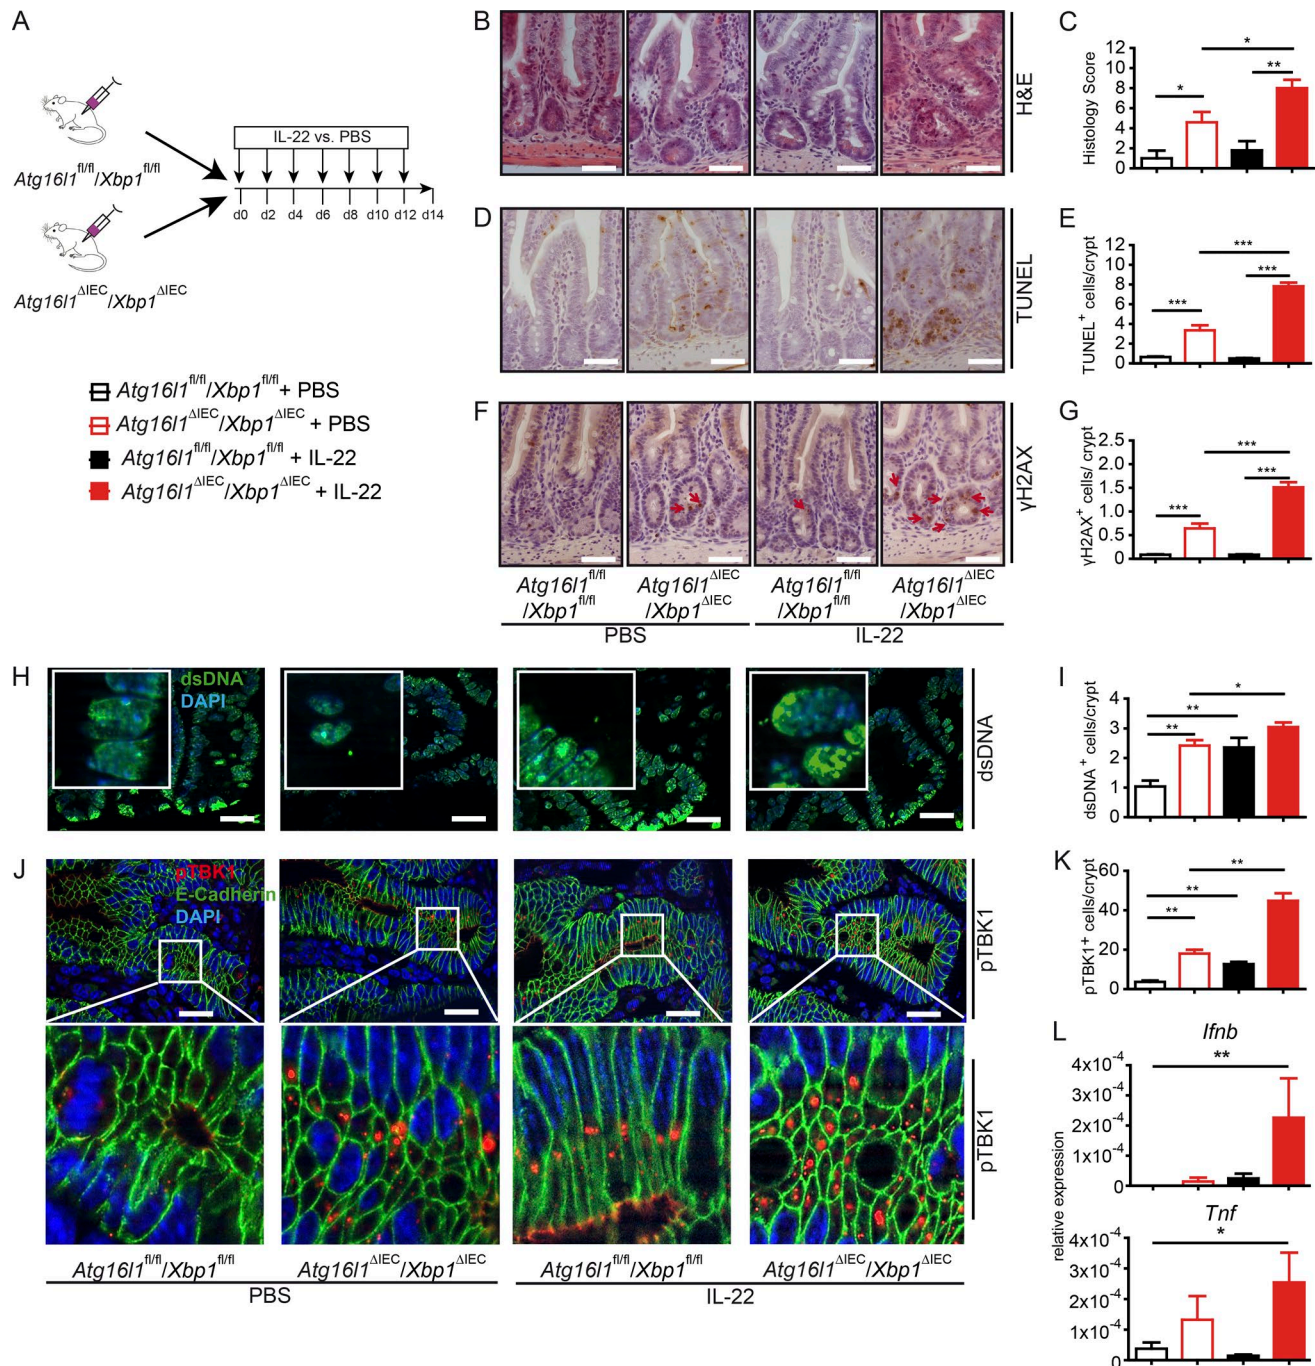 A
IL-22 vs. PBS
Atg16l1fl/fl/Xbp1fl/fl
d0 d2 d4 d6 d8 d10 d12 d14
Atg16l1ΔIEC/Xbp1ΔIEC
Atg16l1fl/fl/Xbp1fl/fl + PBS
Atg16l1ΔIEC/Xbp1ΔIEC + PBS
Atg16l1fl/fl/Xbp1fl/fl + IL-22
Atg16l1ΔIEC/Xbp1ΔIEC + IL-22
B
H&E
C
Histology Score
12
10
8
6
4
2
0
*
*
**
D
TUNEL
E
TUNEL+ cells/crypt
12
10
8
6
4
2
0
***
***
***
F
γH2AX
G
γH2AX+ cells/ crypt
2.5
2.0
1.5
1.0
0.5
0
***
***
***
Atg16l1fl/fl Atg16l1ΔIEC Atg16l1fl/fl Atg16l1ΔIEC
/Xbp1fl/fl /Xbp1ΔIEC /Xbp1fl/fl /Xbp1ΔIEC
PBS IL-22
H
dsDNA
DAPI
dsDNA
I
dsDNA+ cells/crypt
4
3
2
1
0
*
**
**
J
pTBK1
E-Cadherin
DAPI
pTBK1
pTBK1
K
pTBK1+ cells/crypt
60
40
20
0
**
**
**
Atg16l1fl/fl/Xbp1fl/fl Atg16l1ΔIEC/Xbp1ΔIEC Atg16l1fl/fl/Xbp1fl/fl Atg16l1ΔIEC/Xbp1ΔIEC
PBS IL-22
L
relative expression
Ifnb
**
4x10-4
3x10-4
2x10-4
1x10-4
0
Tnf
*
4x10-4
3x10-4
2x10-4
1x10-4
0